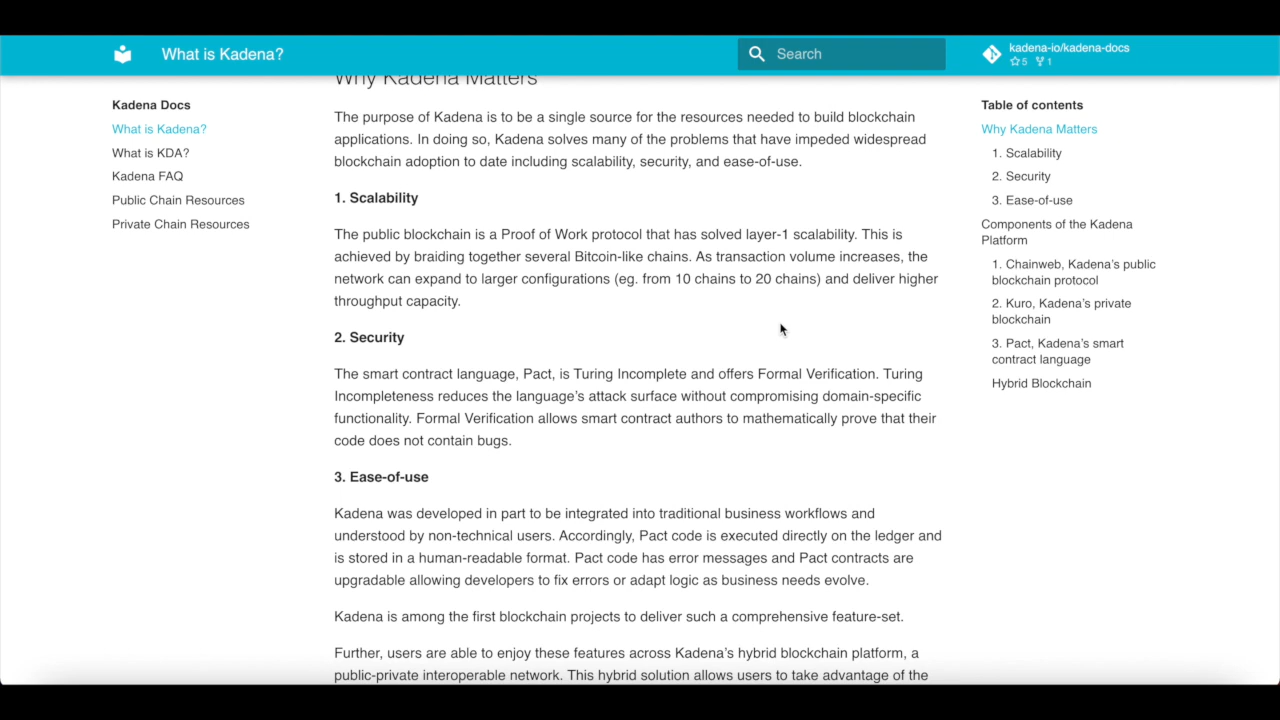 What is Kadena?
Search
kadena-io/kadena-docs
5 1
Kadena Docs
What is Kadena?
What is KDA?
Kadena FAQ
Public Chain Resources
Private Chain Resources
Why Kadena Matters
The purpose of Kadena is to be a single source for the resources needed to build blockchain
applications. In doing so, Kadena solves many of the problems that have impeded widespread
blockchain adoption to date including scalability, security, and ease-of-use.
1. Scalability
The public blockchain is a Proof of Work protocol that has solved layer-1 scalability. This is
achieved by braiding together several Bitcoin-like chains. As transaction volume increases, the
network can expand to larger configurations (eg. from 10 chains to 20 chains) and deliver higher
throughput capacity.
2. Security
The smart contract language, Pact, is Turing Incomplete and offers Formal Verification. Turing
Incompleteness reduces the language's attack surface without compromising domain-specific
functionality. Formal Verification allows smart contract authors to mathematically prove that their
code does not contain bugs.
3. Ease-of-use
Kadena was developed in part to be integrated into traditional business workflows and
understood by non-technical users. Accordingly, Pact code is executed directly on the ledger and
is stored in a human-readable format. Pact code has error messages and Pact contracts are
upgradable allowing developers to fix errors or adapt logic as business needs evolve.
Kadena is among the first blockchain projects to deliver such a comprehensive feature-set.
Further, users are able to enjoy these features across Kadena's hybrid blockchain platform, a
public-private interoperable network. This hybrid solution allows users to take advantage of the
Table of contents
Why Kadena Matters
1. Scalability
2. Security
3. Ease-of-use
Components of the Kadena
Platform
1. Chainweb, Kadena's public
blockchain protocol
2. Kuro, Kadena's private
blockchain
3. Pact, Kadena's smart
contract language
Hybrid Blockchain